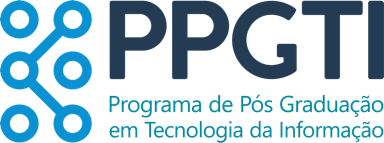 PPGTI
Programa de Pós Graduação
em Tecnologia da Informação